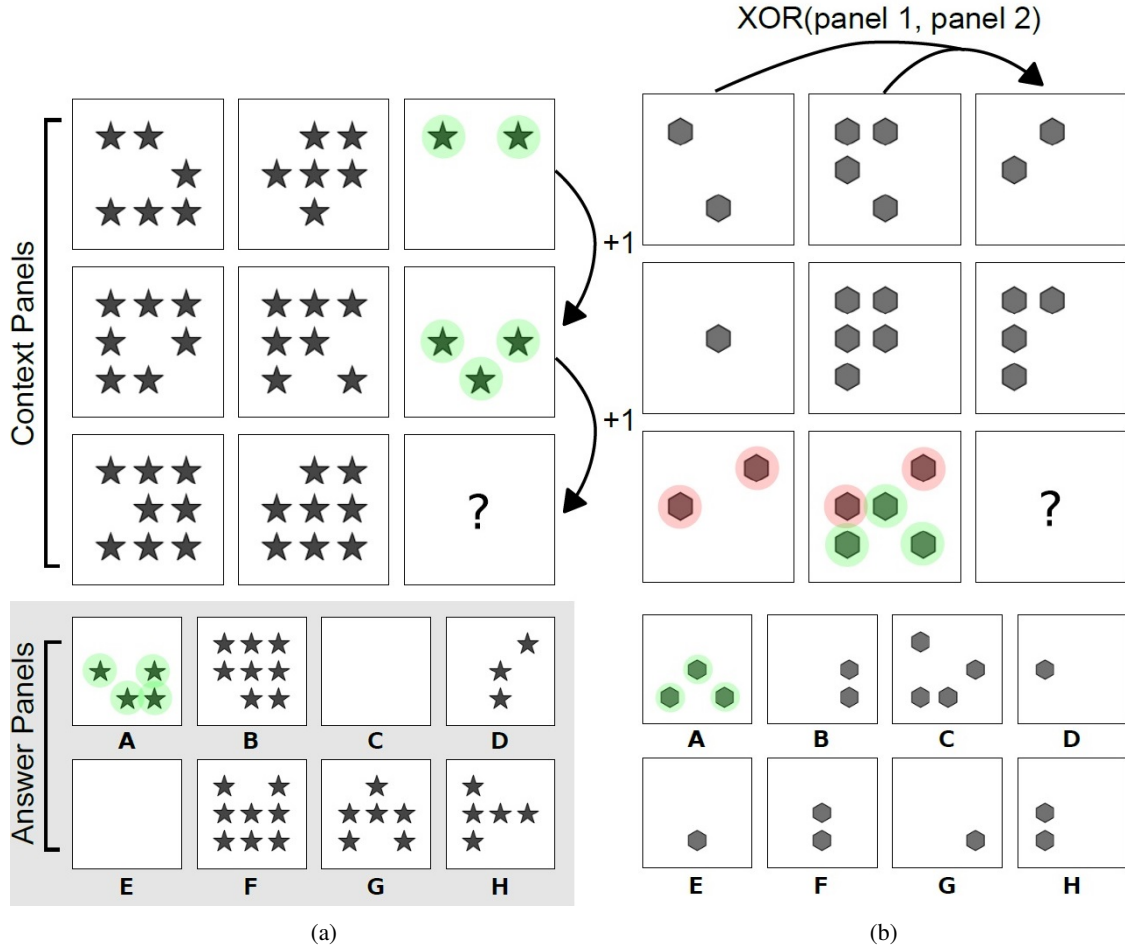 XOR(panel 1, panel 2)
Context Panels
+1
+1
?
?
Answer Panels
A B C D
E F G H
A B C D
E F G H
(a)
(b)